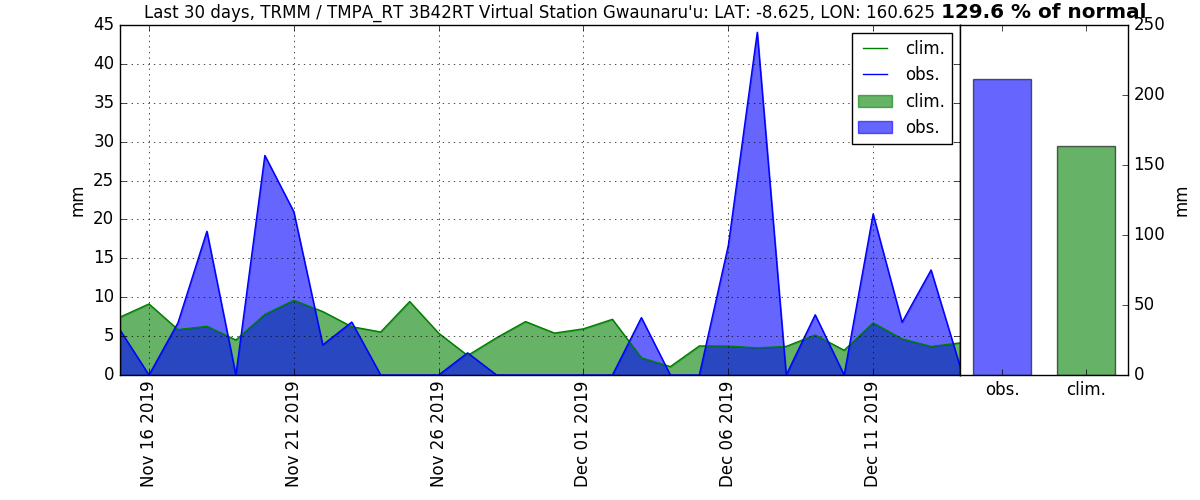 Last 30 days, TRMM / TMPA_RT 3B42RT Virtual Station Gwaunaru'u: LAT: -8.625, LON: 160.625 129.6 % of normal
45
40
35
30
25
20
15
10
5
0
mm
clim.
obs.
clim.
obs.
250
200
150
100
50
0
mm
obs.
clim.
Nov 16 2019
Nov 21 2019
Nov 26 2019
Dec 01 2019
Dec 06 2019
Dec 11 2019